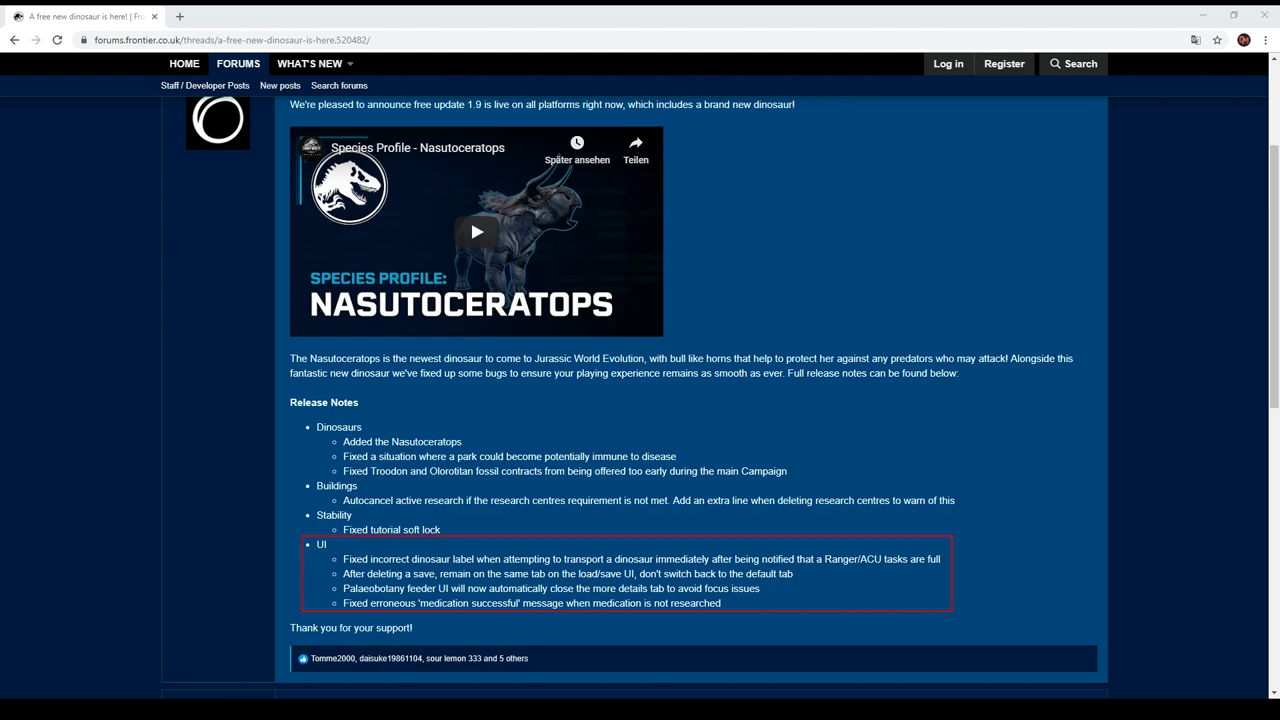 A free new dinosaur is here! | Fro
forums.frontier.co.uk/threads/a-free-new-dinosaur-is-here.520482/
HOME FORUMS WHAT'S NEW Log in Register Search
Staff / Developer Posts New posts Search forums
We're pleased to announce free update 1.9 is live on all platforms right now, which includes a brand new dinosaur!
Species Profile - Nasutoceratops
Später ansehen Teilen
SPECIES PROFILE:
NASUTOCERATOPS
The Nasutoceratops is the newest dinosaur to come to Jurassic World Evolution, with bull like horns that help to protect her against any predators who may attack! Alongside this
fantastic new dinosaur we've fixed up some bugs to ensure your playing experience remains as smooth as ever. Full release notes can be found below:
Release Notes
Dinosaurs
Added the Nasutoceratops
Fixed a situation where a park could become potentially immune to disease
Fixed Troodon and Olorotitan fossil contracts from being offered too early during the main Campaign
Buildings
Autocancel active research if the research centres requirement is not met. Add an extra line when deleting research centres to warn of this
Stability
Fixed tutorial soft lock
UI
Fixed incorrect dinosaur label when attempting to transport a dinosaur immediately after being notified that a Ranger/ACU tasks are full
After deleting a save, remain on the same tab on the load/save UI, don't switch back to the default tab
Palaeobotany feeder UI will now automatically close the more details tab to avoid focus issues
Fixed erroneous 'medication successful' message when medication is not researched
Thank you for your support!
Tomme2000, daisuke19861104, sour lemon 333 and 5 others